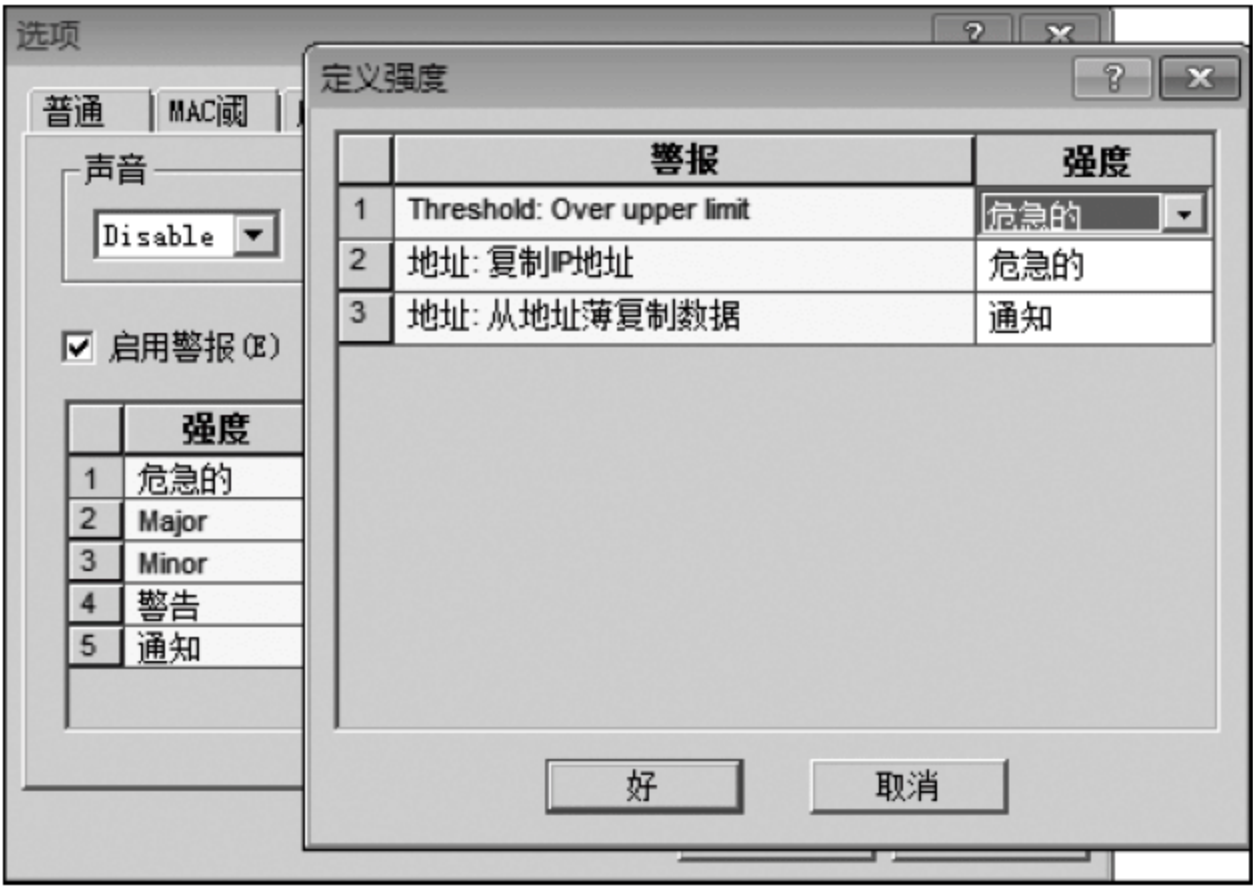 选项
普通 MAC阈
声音
Disable
启用警报(E)
强度
1 危急的
2 Major
3 Minor
4 警告
5 通知
定义强度
警报 强度
1 Threshold: Over upper limit 危急的
2 地址: 复制IP地址 危急的
3 地址: 从地址薄复制数据 通知
好 取消